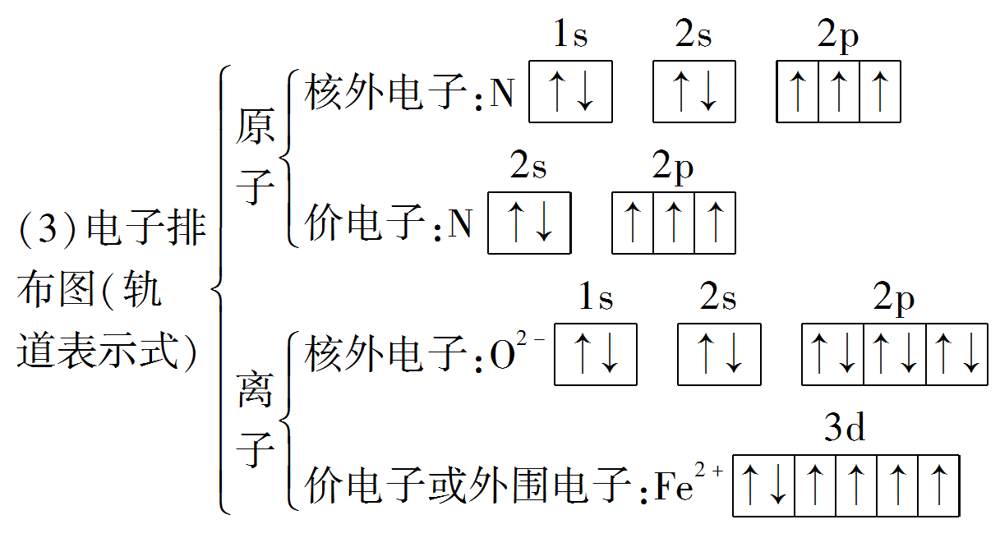 1s 2s 2p
核外电子:N ↑↓ ↑↓ ↑ ↑ ↑
原子
2s 2p
价电子:N ↑↓ ↑ ↑ ↑
(3)电子排
布图(轨
道表示式)
1s 2s 2p
核外电子:O²⁻ ↑↓ ↑↓ ↑↓ ↑↓ ↑↓
离子
3d
价电子或外围电子:Fe²⁺ ↑↓ ↑ ↑ ↑ ↑